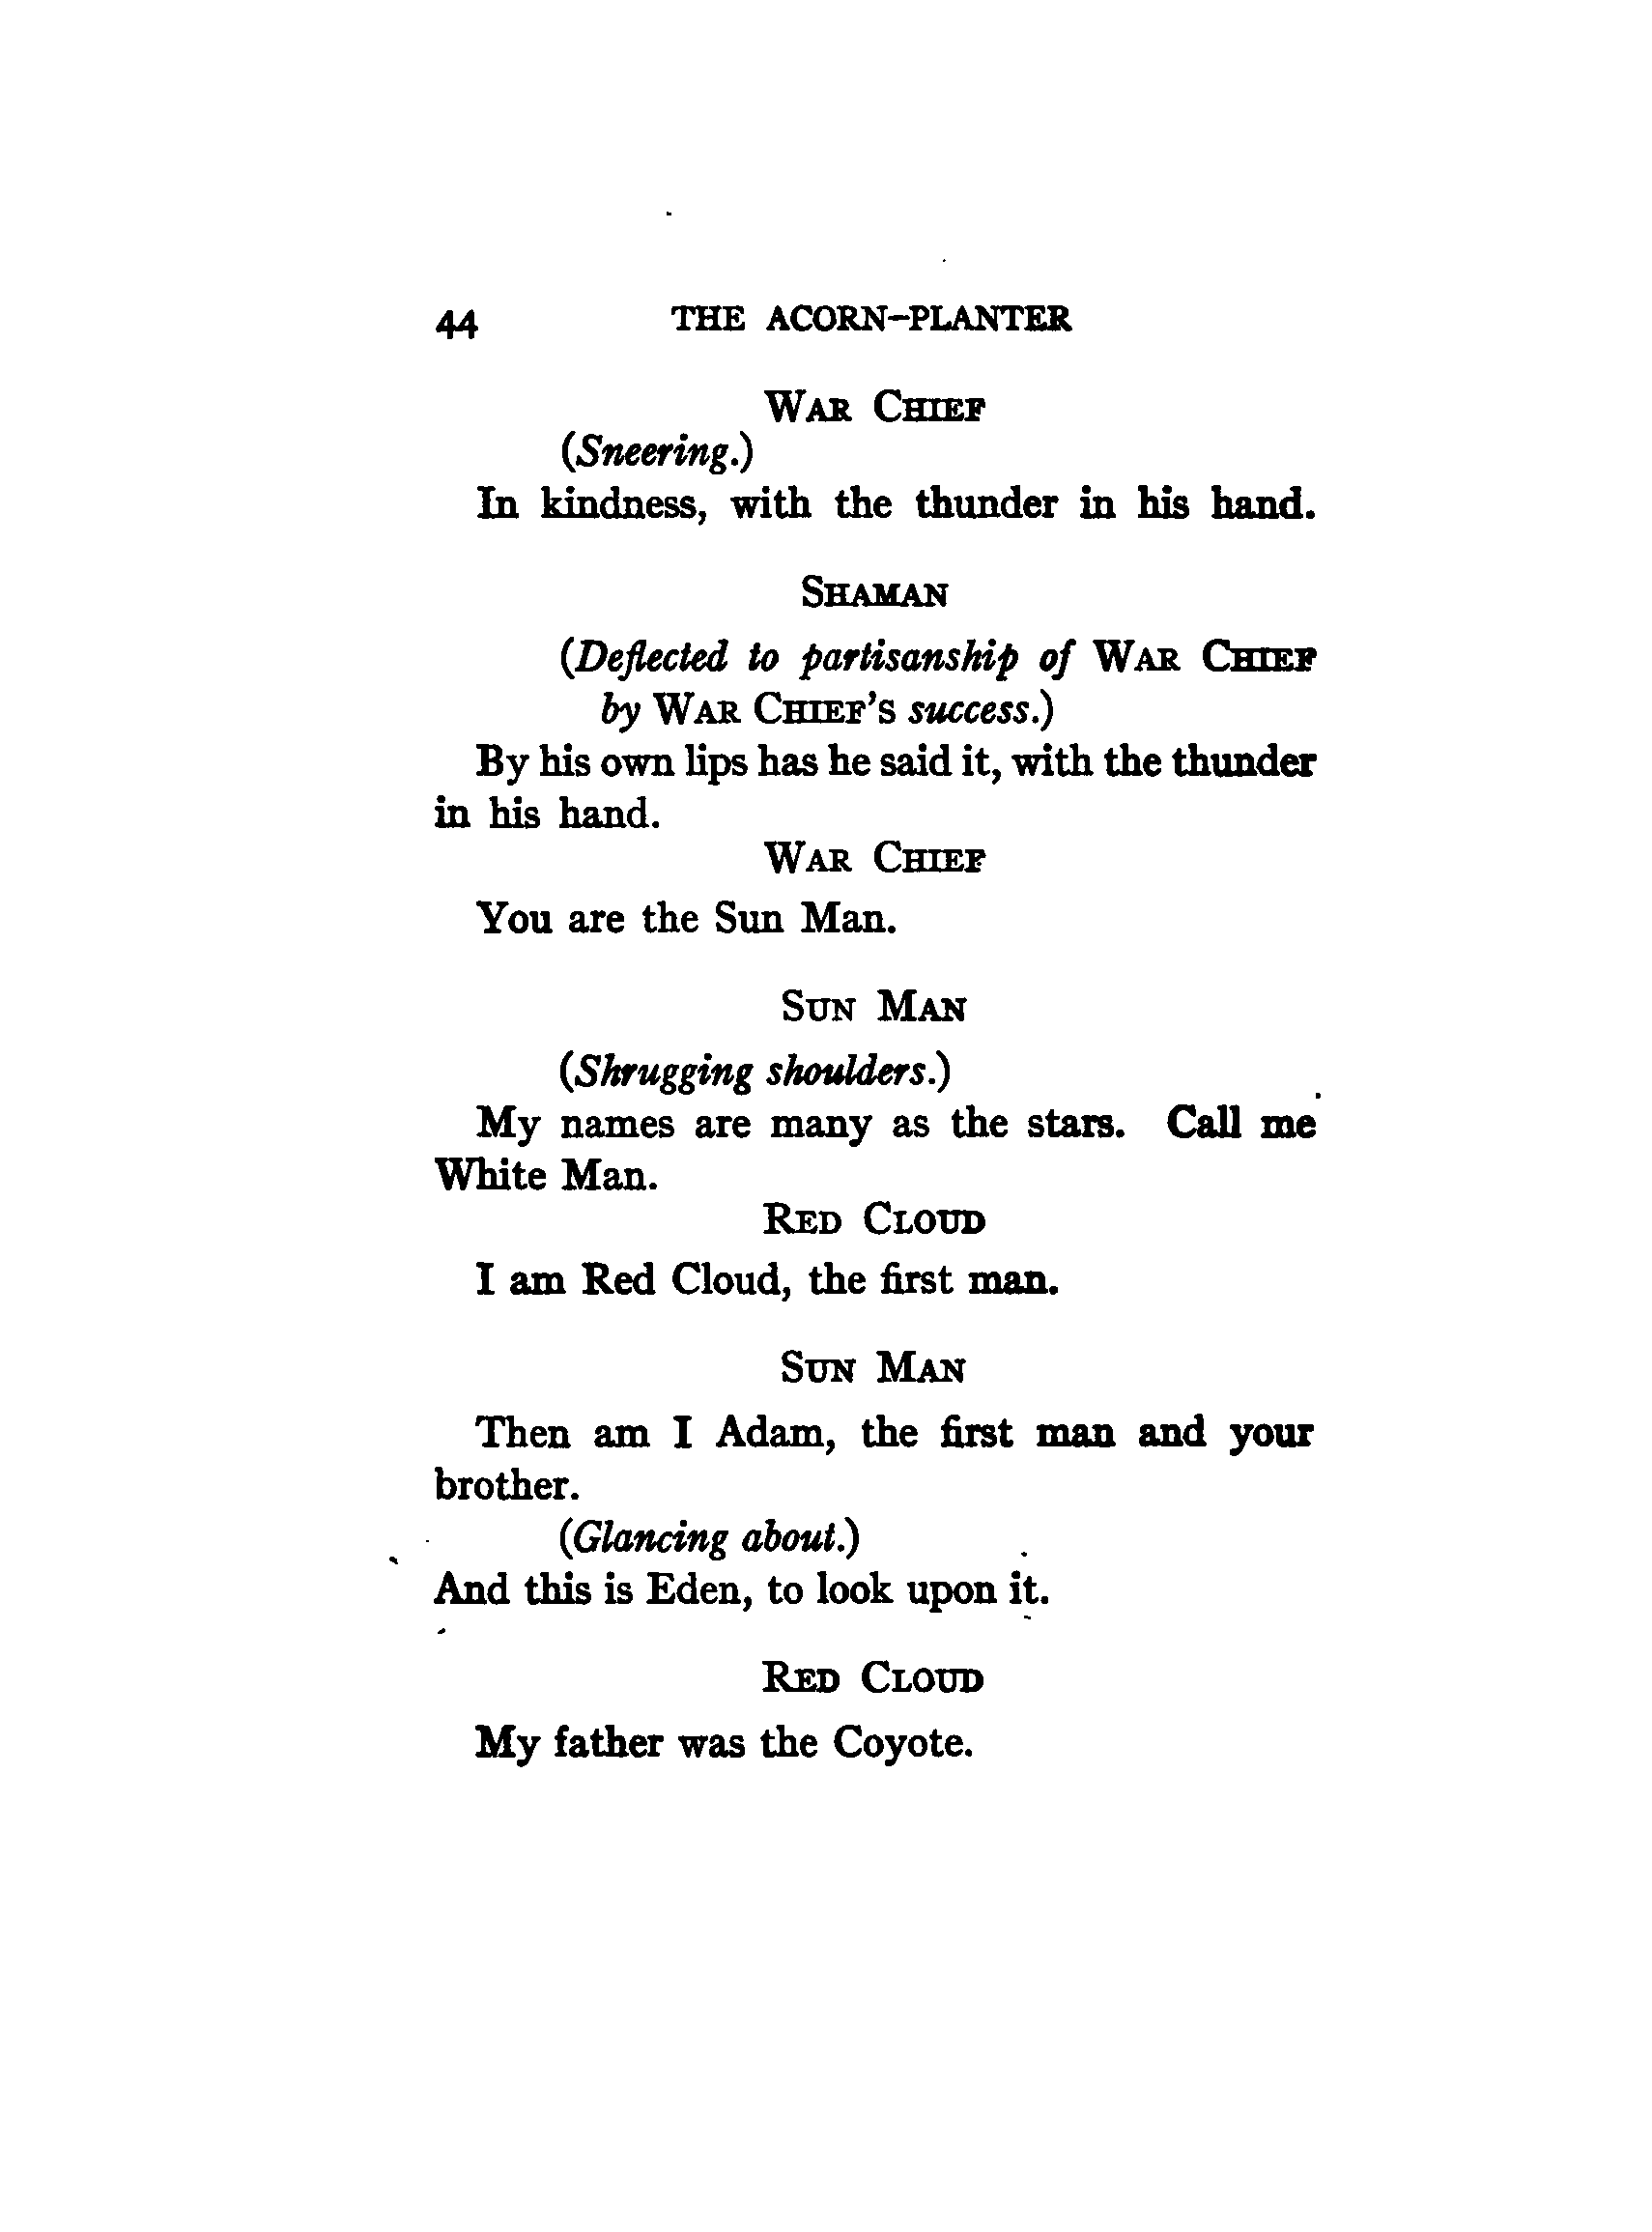 44 THE ACORN-PLANTER
WAR CHIEF
(Sneering.)
In kindness, with the thunder in his hand.
SHAMAN
(Deflected to partisanship of WAR CHIEF
by WAR CHIEF'S success.)
By his own lips has he said it, with the thunder
in his hand.
WAR CHIEF
You are the Sun Man.
SUN MAN
(Shrugging shoulders.)
My names are many as the stars. Call me
White Man.
RED CLOUD
I am Red Cloud, the first man.
SUN MAN
Then am I Adam, the first man and your
brother.
(Glancing about.)
And this is Eden, to look upon it.
RED CLOUD
My father was the Coyote.